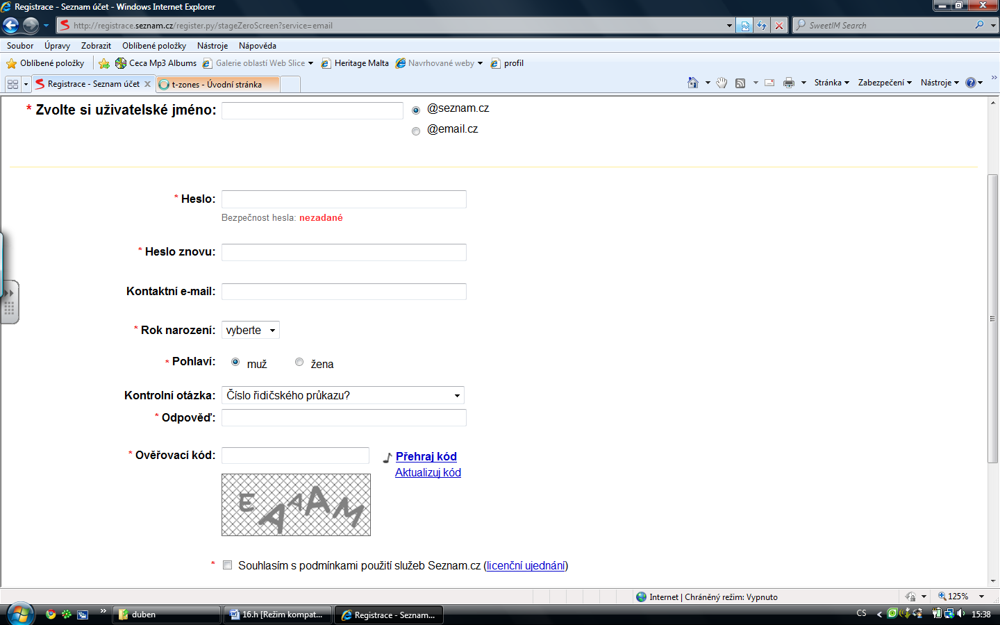 Registrace - Seznam účet - Windows Internet Explorer
http://registrace.seznam.cz/register.py/stageZeroScreen?service=email
SweetIM Search
Soubor Úpravy Zobrazit Oblíbené položky Nástroje Nápověda
Oblíbené položky Ceca Mp3 Albums Galerie oblastí Web Slice Heritage Malta Navrhované weby profil
Registrace - Seznam účet t-zones - Úvodní stránka Stránka Zabezpečení Nástroje
* Zvolte si uživatelské jméno: @seznam.cz
@email.cz
* Heslo:
Bezpečnost hesla: nezadané
* Heslo znovu:
Kontaktní e-mail:
* Rok narození: vyberte
* Pohlaví: muž žena
Kontrolní otázka: Číslo řidičského průkazu?
* Odpověď:
* Ověřovací kód: Přehraj kód
Aktualizuj kód
EAAAM
* Souhlasím s podmínkami použití služeb Seznam.cz (licenční ujednání)
Internet | Chráněný režim: Vypnuto 125%
duben 16.h [Režim kompat... Registrace - Seznam... CS 15:38